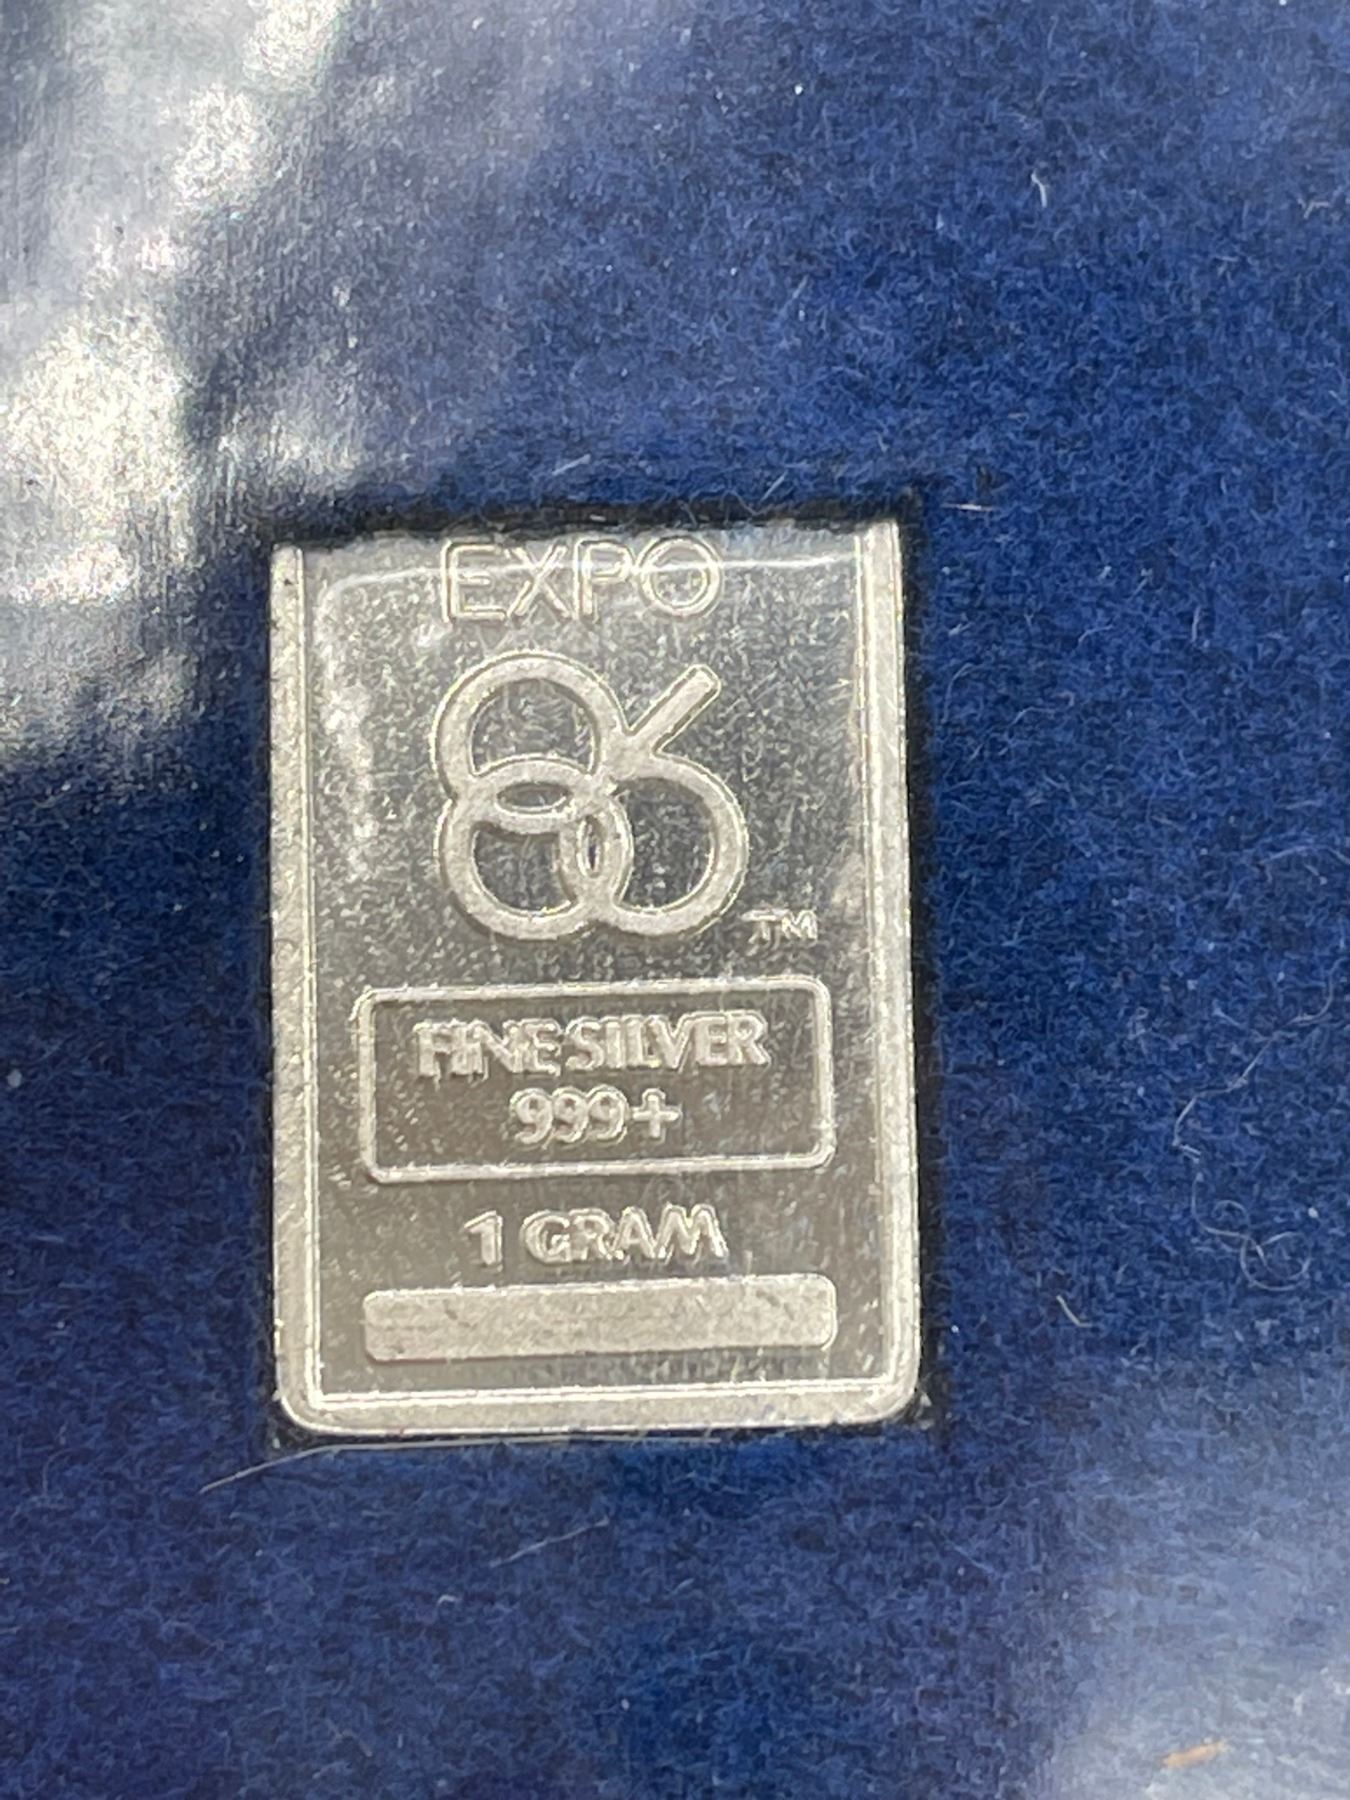 EXPO
86
TM
FINE SILVER
999+
1 GRAM